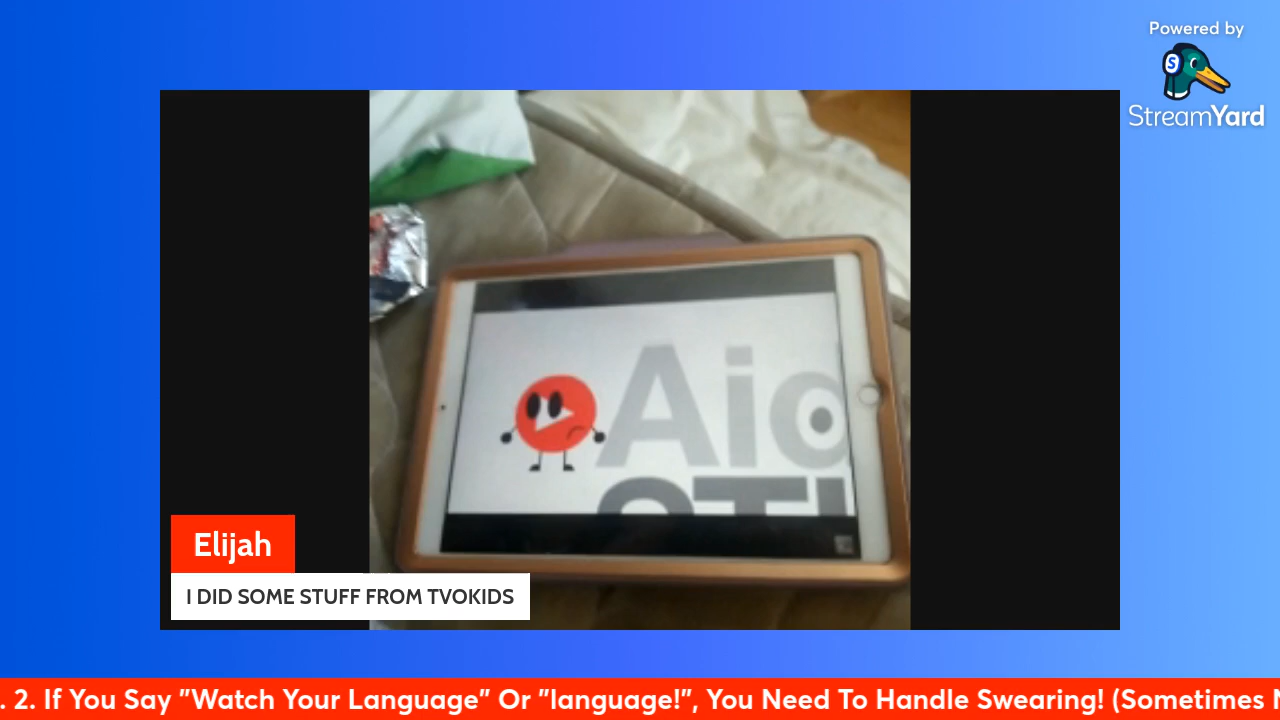 Powered by
StreamYard
Aid
Elijah
I DID SOME STUFF FROM TVOKIDS
. 2. If You Say "Watch Your Language" Or "language!", You Need To Handle Swearing! (Sometimes